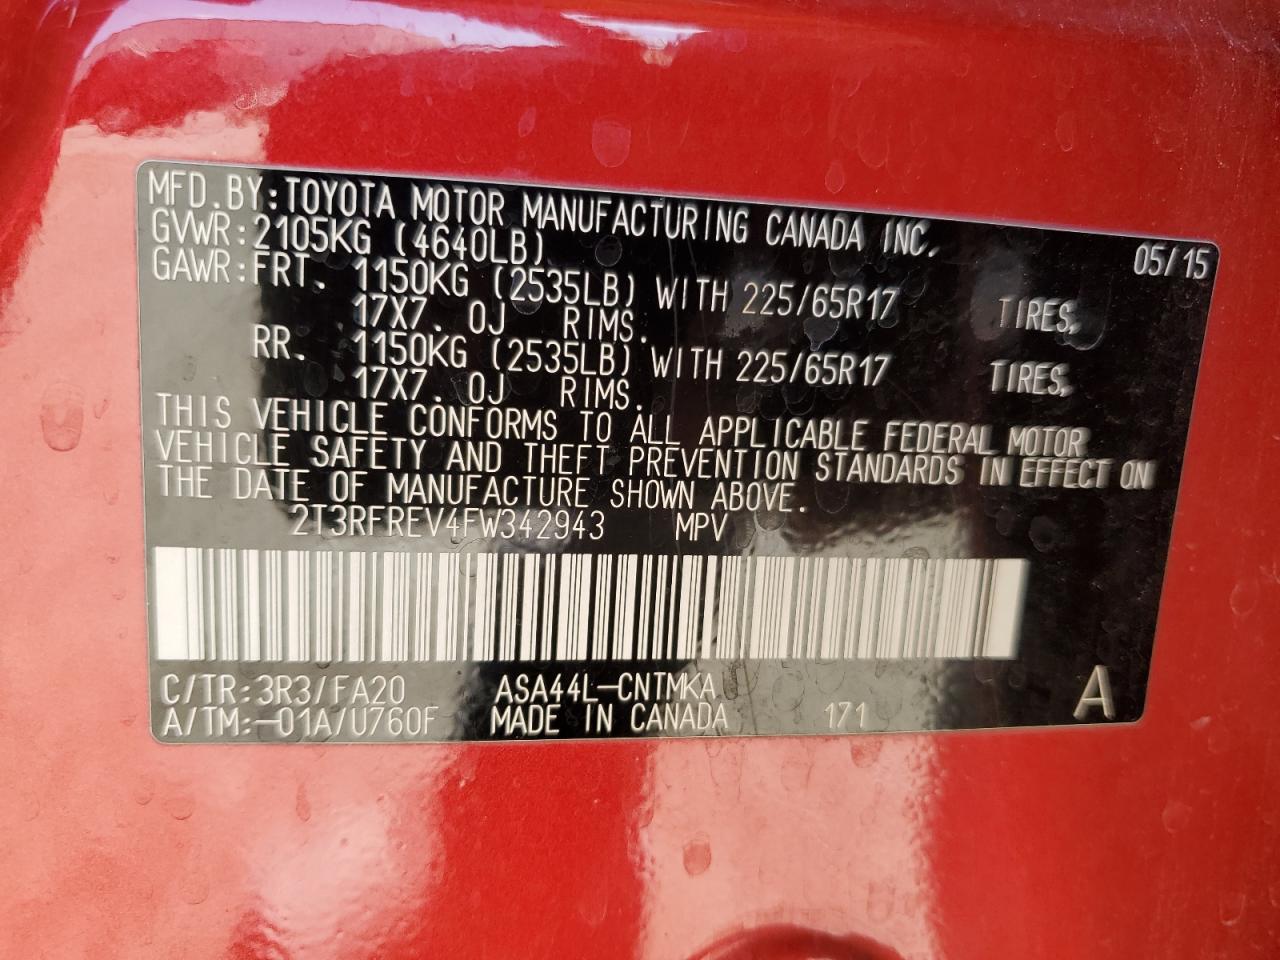 MFD.BY:TOYOTA MOTOR MANUFACTURING CANADA INC.
GVWR:2105KG (4640LB) 05/15
GAWR:FRT. 1150KG (2535LB) WITH 225/65R17 TIRES,
17X7.0J RIMS.
RR. 1150KG (2535LB) WITH 225/65R17 TIRES,
17X7.0J RIMS.
THIS VEHICLE CONFORMS TO ALL APPLICABLE FEDERAL MOTOR
VEHICLE SAFETY AND THEFT PREVENTION STANDARDS IN EFFECT ON
THE DATE OF MANUFACTURE SHOWN ABOVE.
2T3RFREV4FW342943 MPV
C/TR:3R3/FA20 ASA44L-CNTMKA A
A/TM:-01A/U760F MADE IN CANADA 171